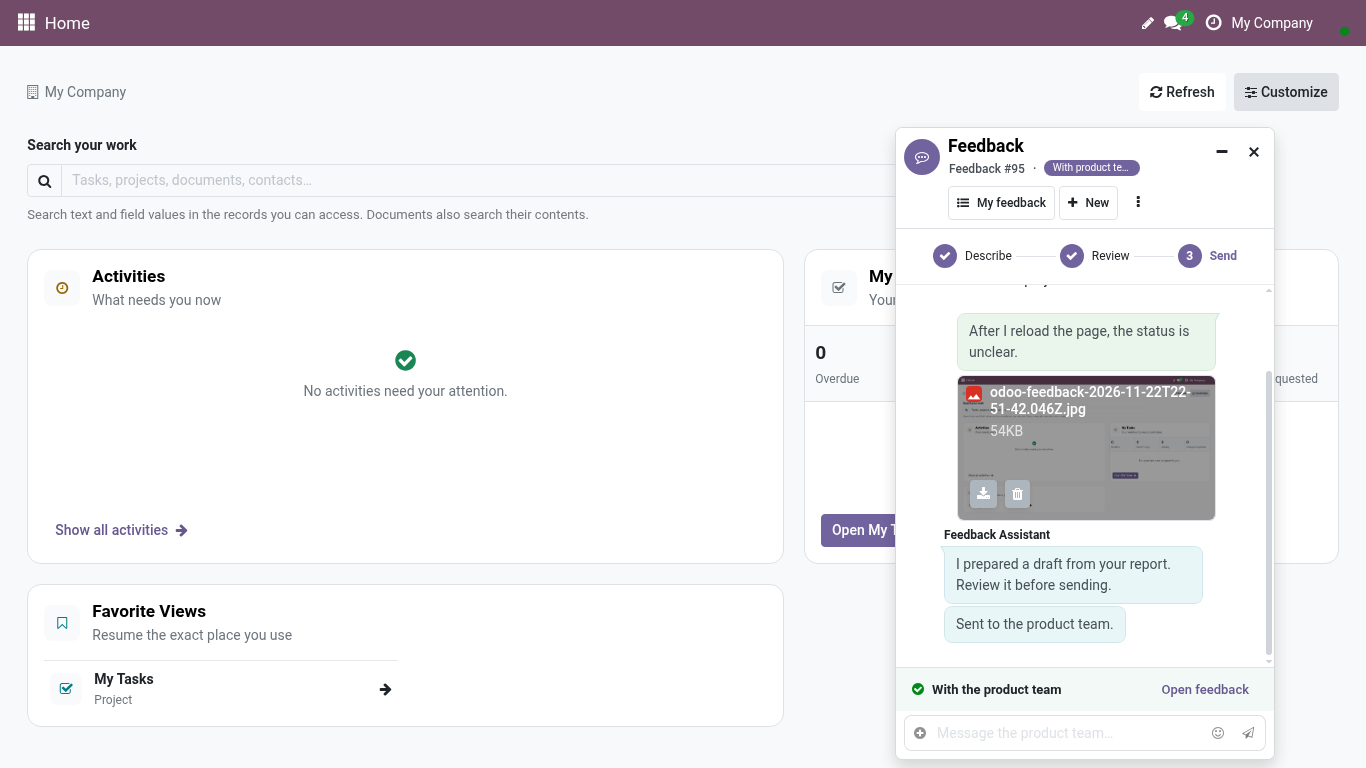 Home
4
My Company
My Company
Refresh
Customize
Search your work
Tasks, projects, documents, contacts…
Search text and field values in the records you can access. Documents also search their contents.
Activities
What needs you now
No activities need your attention.
Show all activities
My
Your
0
Overdue
quested
Open My T
Favorite Views
Resume the exact place you use
My Tasks
Project
Feedback
Feedback #95 · With product te…
My feedback
New
Describe
Review
3 Send
After I reload the page, the status is
unclear.
odoo-feedback-2026-11-22T22-
51-42.046Z.jpg
54KB
Feedback Assistant
I prepared a draft from your report.
Review it before sending.
Sent to the product team.
With the product team
Open feedback
Message the product team…